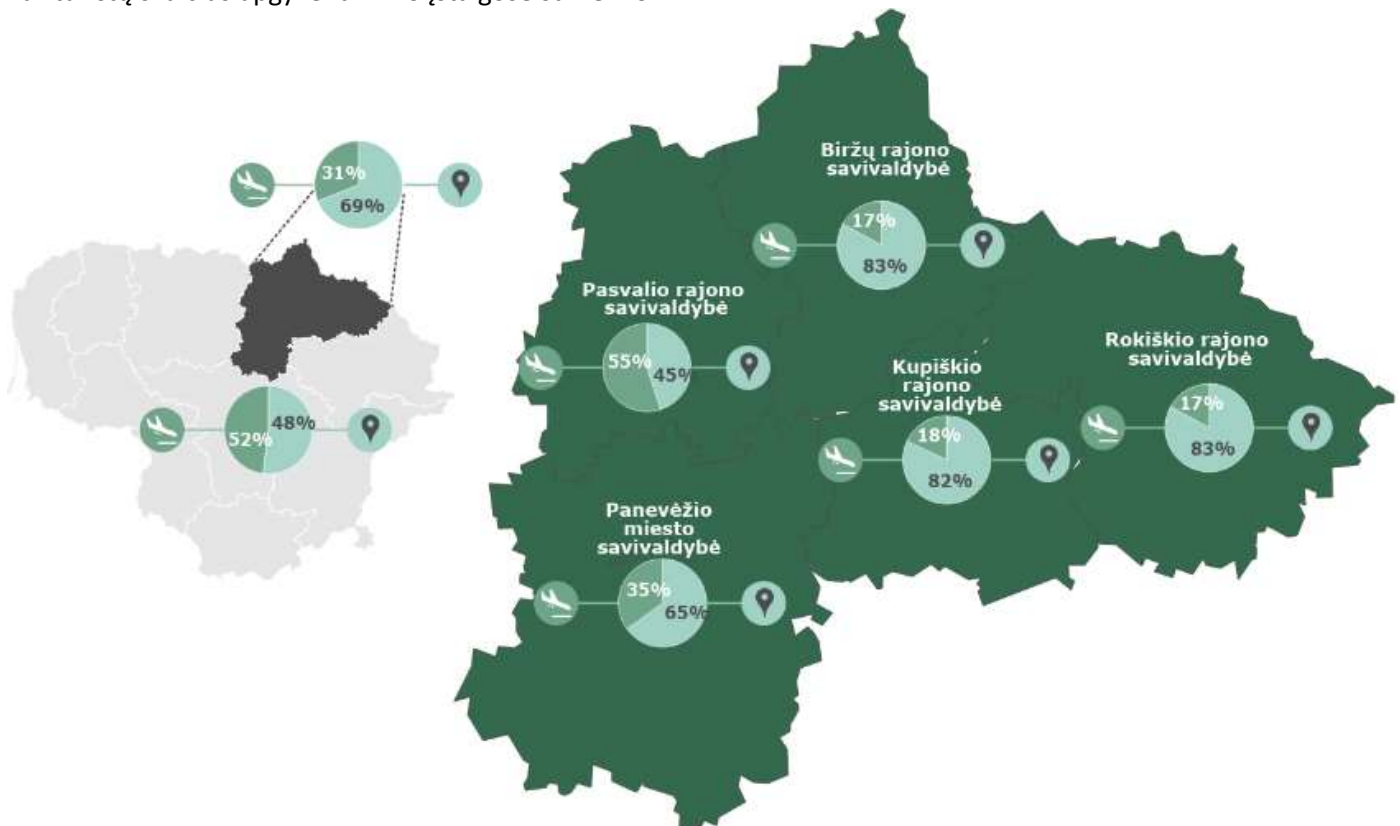 31%
69%
52%
48%
Biržų rajono
savivaldybė
17%
83%
Pasvalio rajono
savivaldybė
55%
45%
Kupiškio
rajono
savivaldybė
18%
82%
Rokiškio rajono
savivaldybė
17%
83%
Panevėžio
miesto
savivaldybė
35%
65%